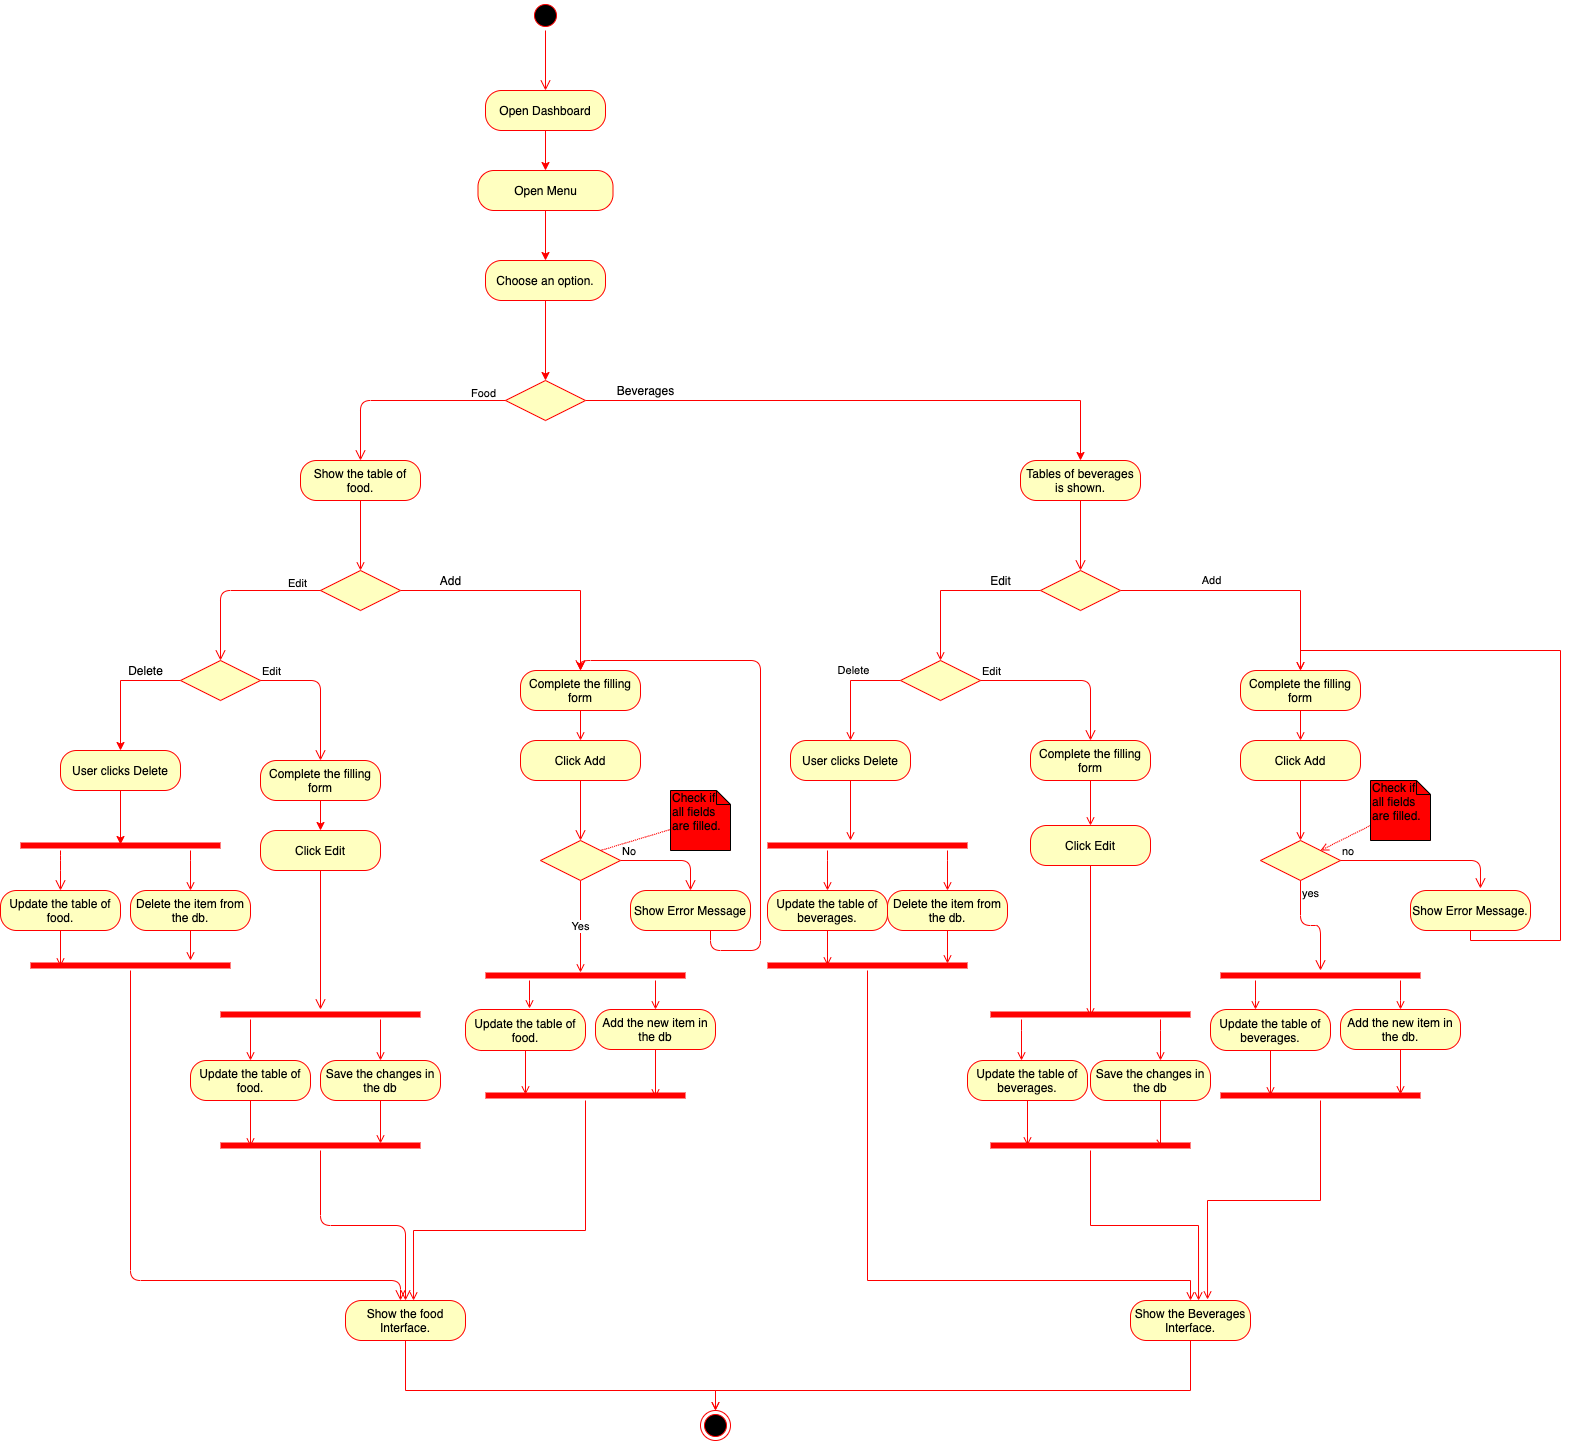 Open Dashboard
Open Menu
Choose an option.
Food
Beverages
Show the table of
food.
Tables of beverages
is shown.
Edit
Add
Edit
Add
Delete
Edit
Complete the filling
form
Delete
Edit
Complete the filling
form
User clicks Delete
Complete the filling
form
Click Add
User clicks Delete
Complete the filling
form
Click Add
Check if
all fields
are filled.
Check if
all fields
are filled.
Click Edit
No
Click Edit
no
Update the table of
food.
Delete the item from
the db.
Show Error Message
Yes
Update the table of
beverages.
Delete the item from
the db.
yes
Show Error Message.
Update the table of
food.
Add the new item in
the db
Update the table of
beverages.
Add the new item in
the db.
Update the table of
food.
Save the changes in
the db
Update the table of
beverages.
Save the changes in
the db
Show the food
Interface.
Show the Beverages
Interface.